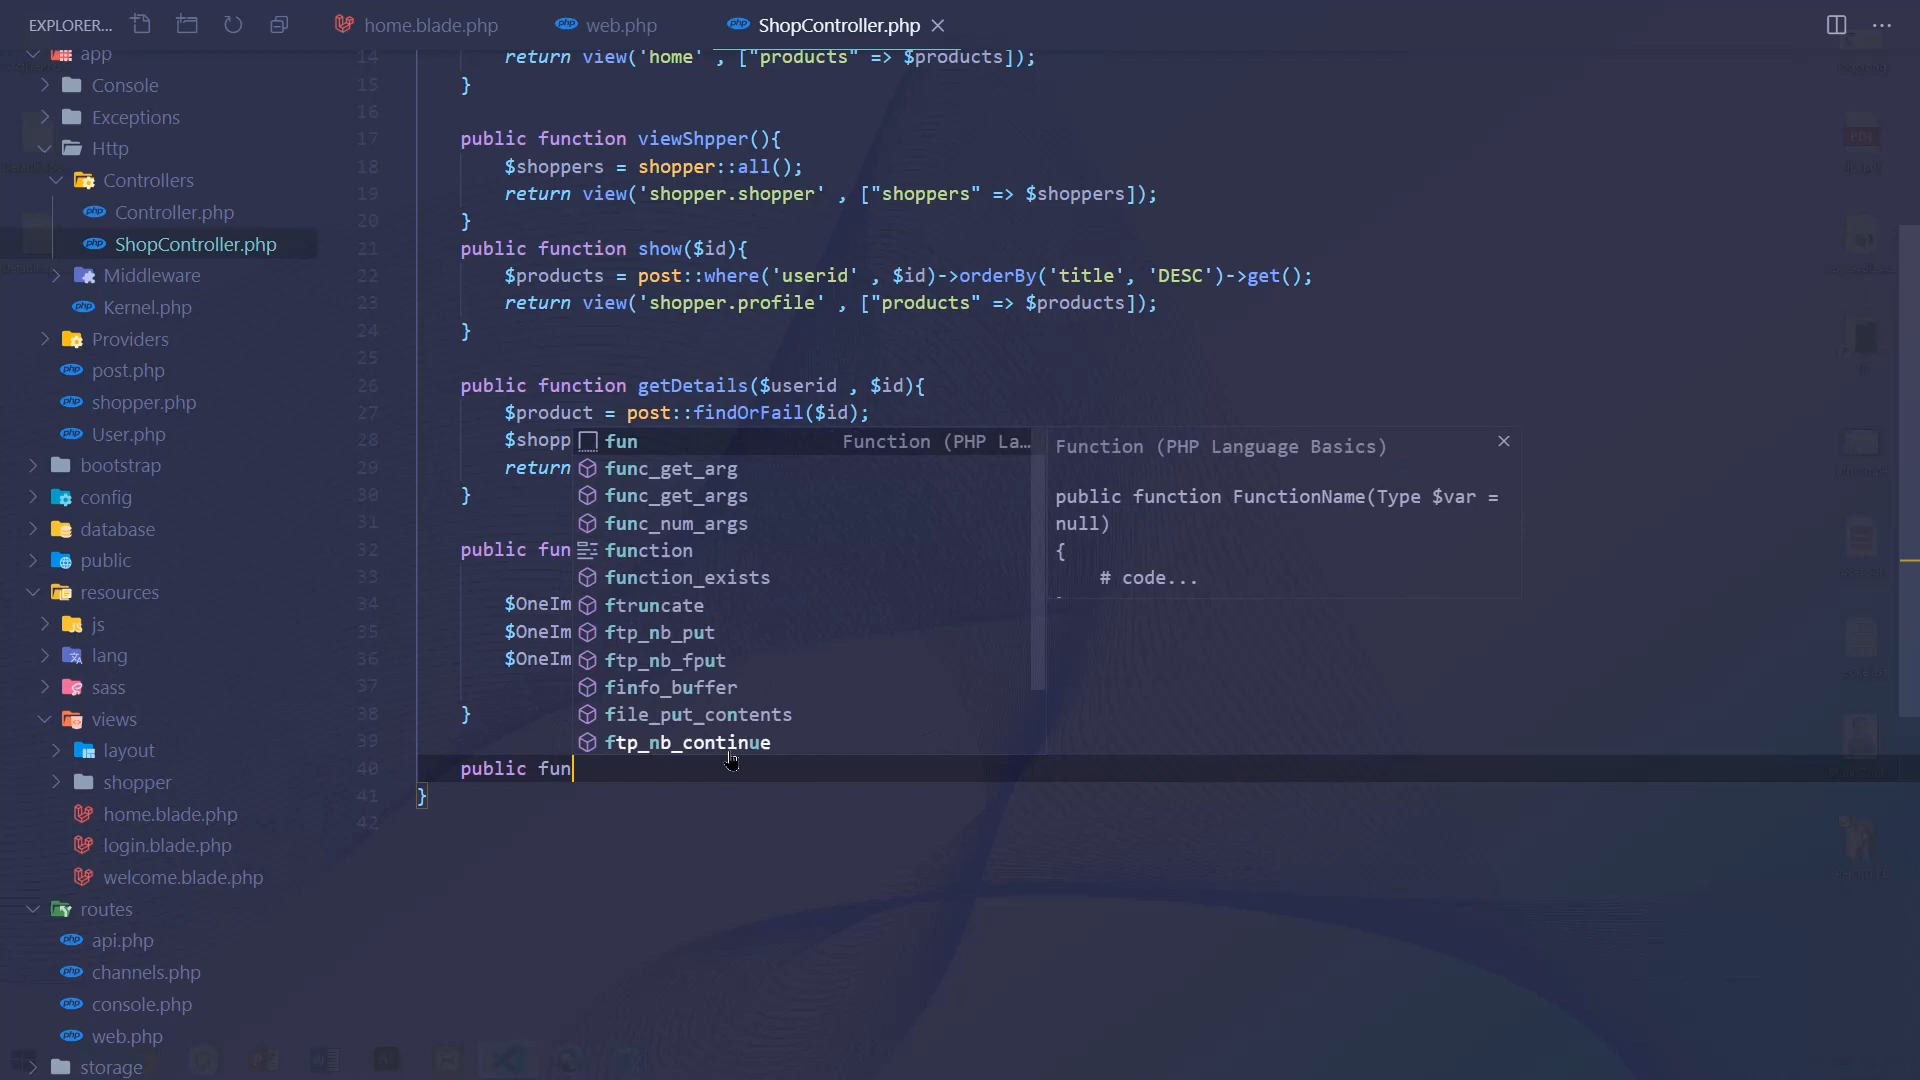 EXPLORER...
home.blade.php
web.php
ShopController.php
app
Console
Exceptions
Http
Controllers
Controller.php
ShopController.php
Middleware
Kernel.php
Providers
post.php
shopper.php
User.php
bootstrap
config
database
public
resources
js
lang
sass
views
layout
shopper
home.blade.php
login.blade.php
welcome.blade.php
routes
api.php
channels.php
console.php
web.php
storage
14 return view('home' , ["products" => $products]);
15 }
16
17 public function viewShpper(){
18 $shoppers = shopper::all();
19 return view('shopper.shopper' , ["shoppers" => $shoppers]);
20 }
21 public function show($id){
22 $products = post::where('userid' , $id)->orderBy('title', 'DESC')->get();
23 return view('shopper.profile' , ["products" => $products]);
24 }
25
26 public function getDetails($userid , $id){
27 $product = post::findOrFail($id);
28 $shopp
29 return
30 }
31
32 public fun
33
34 $OneIm
35 $OneIm
36 $OneIm
37
38 }
39
40 public fun
41 }
42
fun Function (PHP La...
func_get_arg
func_get_args
func_num_args
function
function_exists
ftruncate
ftp_nb_put
ftp_nb_fput
finfo_buffer
file_put_contents
ftp_nb_continue
Function (PHP Language Basics)
public function FunctionName(Type $var =
null)
{
# code...